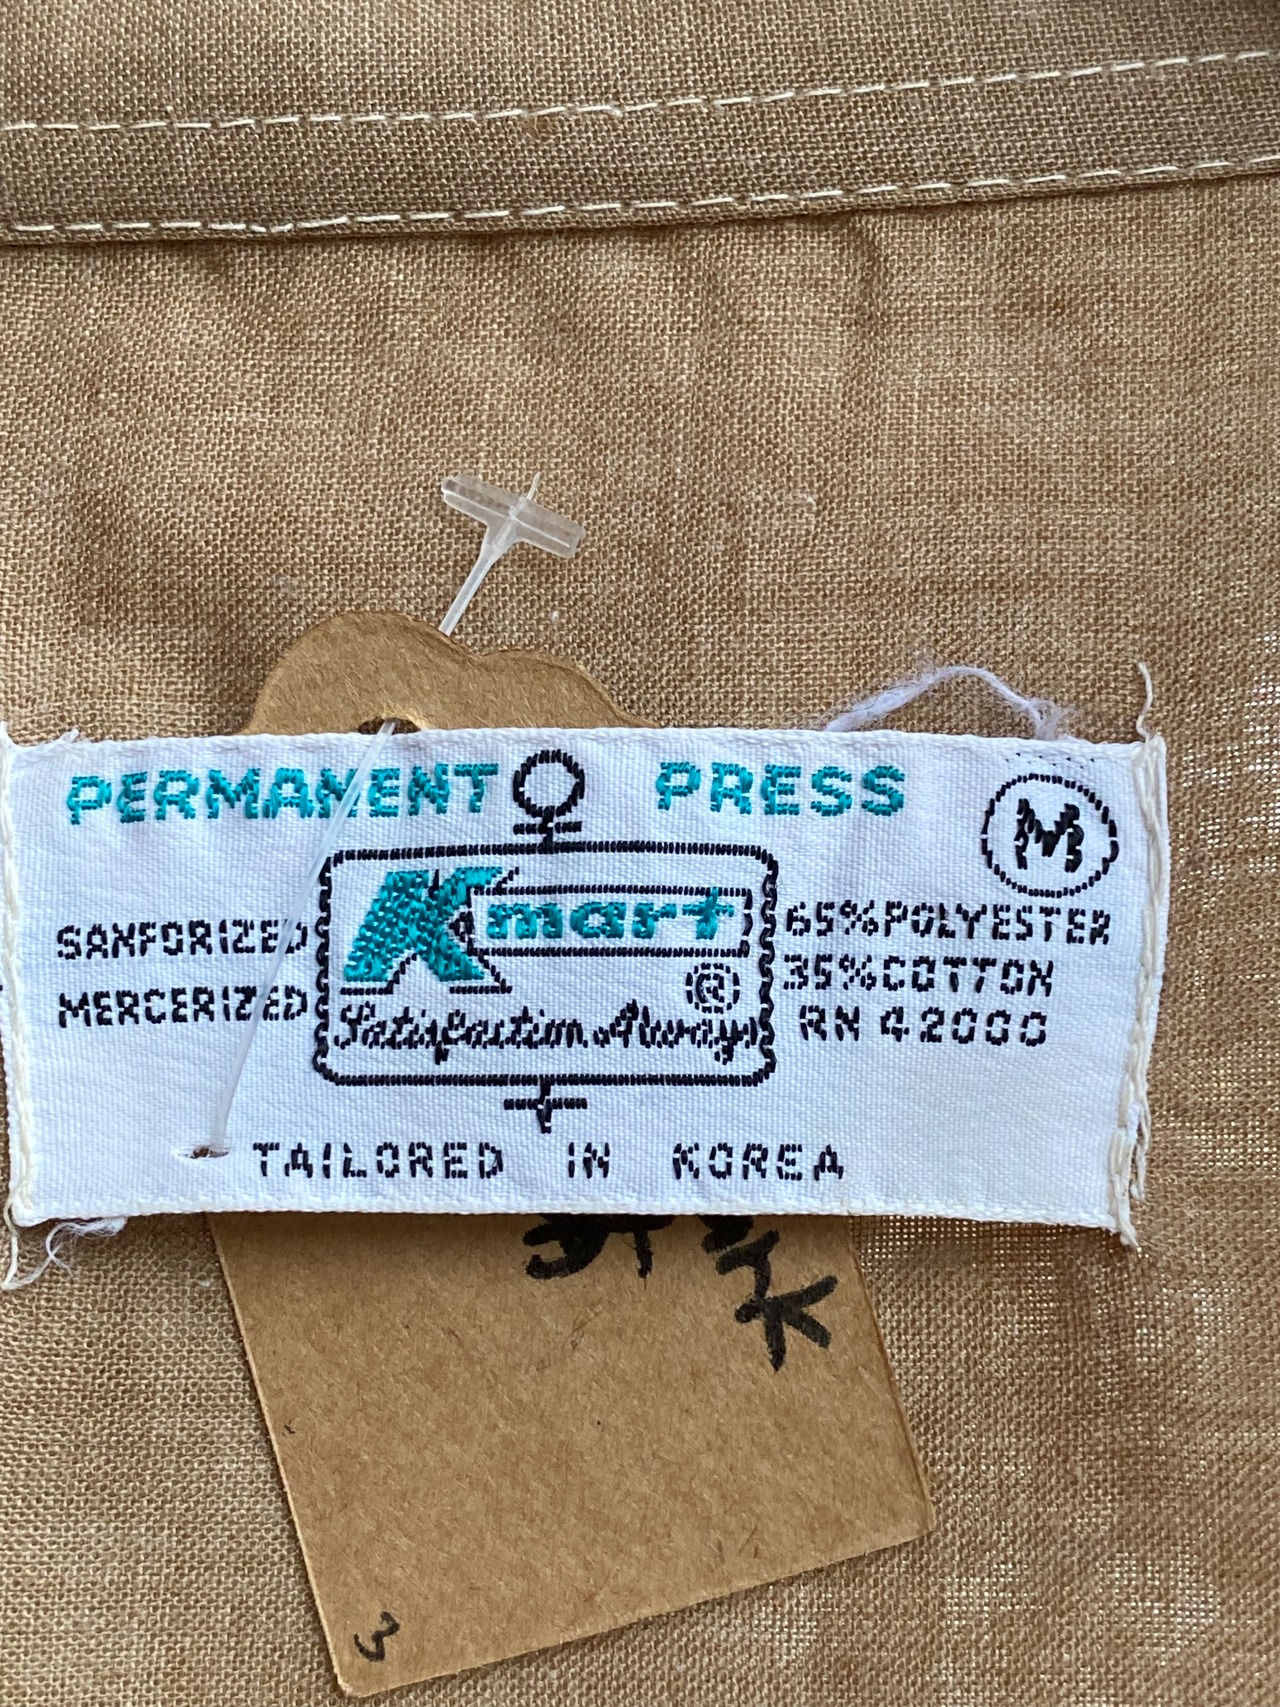 PERMANENT PRESS
M
Kmart®
Satisfaction Always
SANFORIZED
MERCERIZED
65%POLYESTER
35%COTTON
RN 42000
TAILORED IN KOREA
3